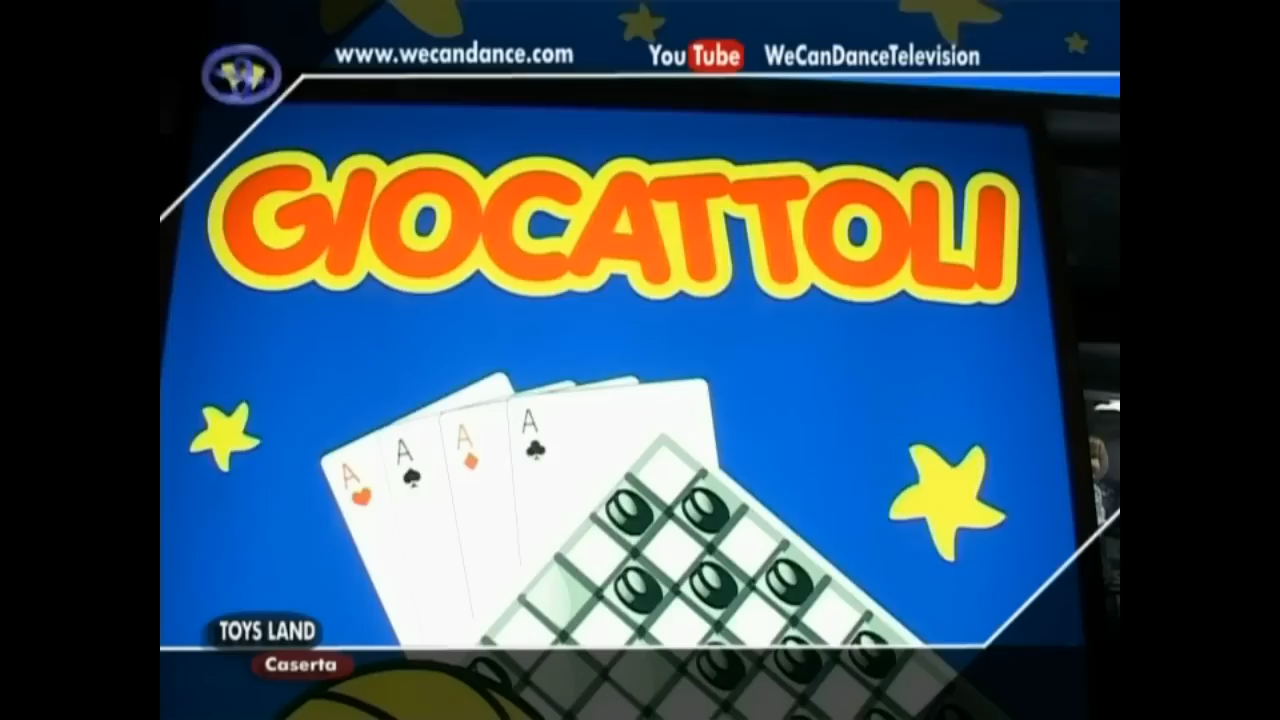 www.wecandance.com YouTube WeCanDanceTelevision
GIOCATTOLI
A A A A
TOYS LAND
Caserta